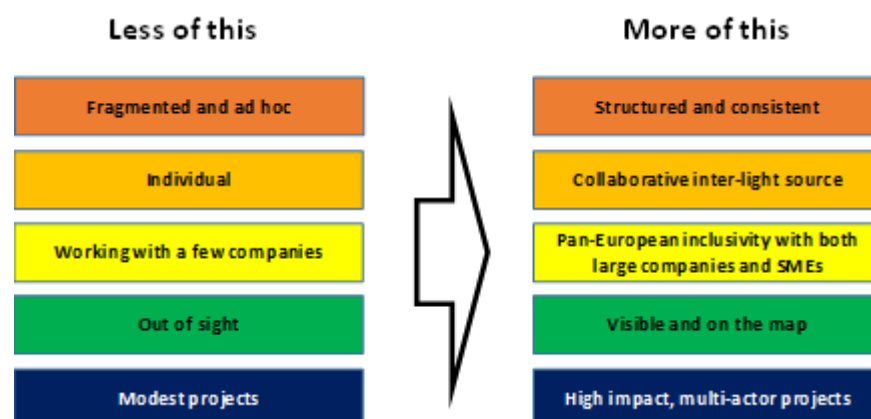 Less of this
More of this
Fragmented and ad hoc
Structured and consistent
Individual
Collaborative inter-light source
Working with a few companies
Pan-European inclusivity with both
large companies and SMEs
Out of sight
Visible and on the map
Modest projects
High impact, multi-actor projects